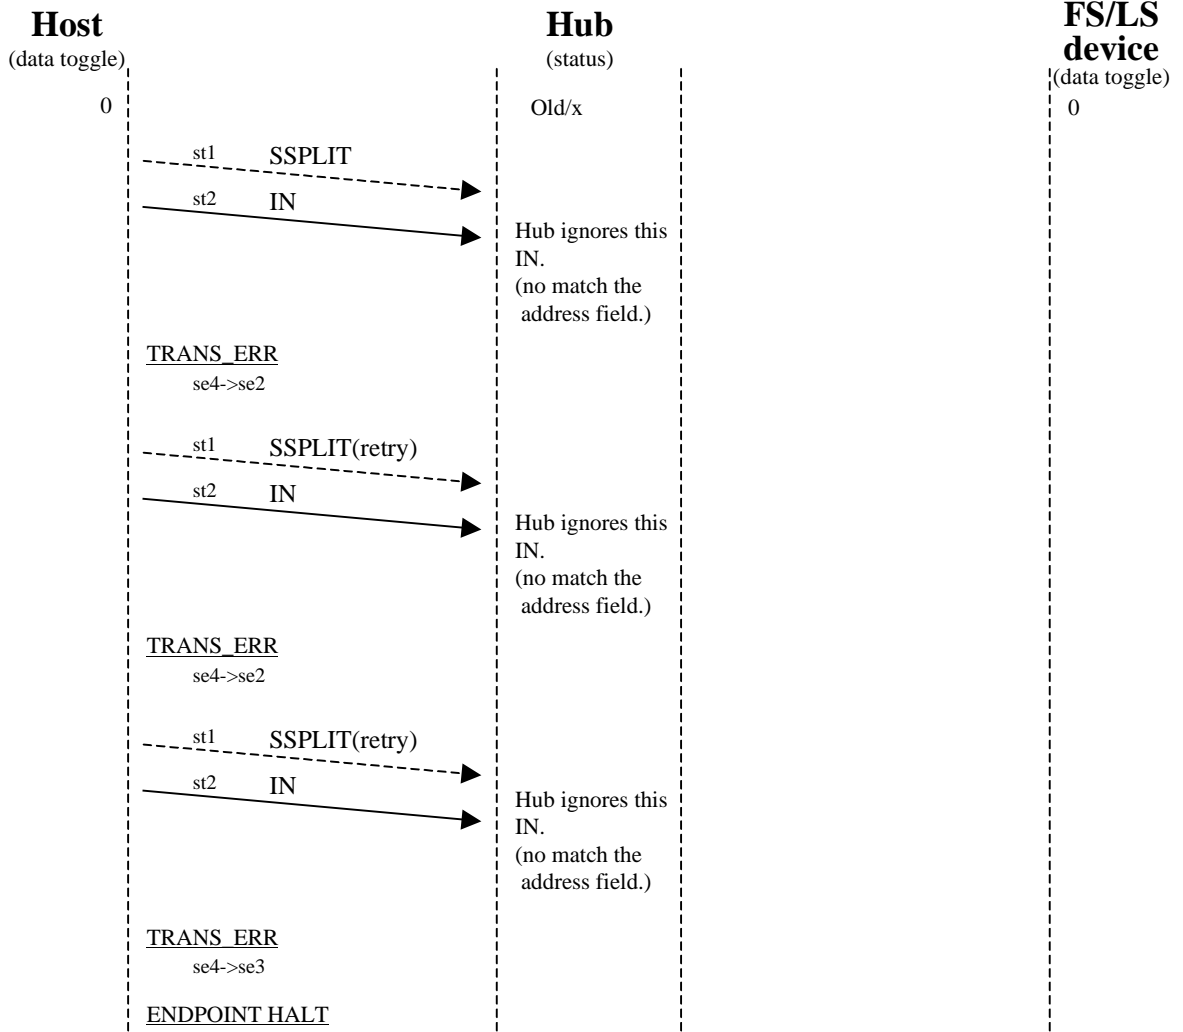 Host
(data toggle)
Hub
(status)
FS/LS
device
(data toggle)
0
Old/x
0
st1 SSPLIT
st2 IN
Hub ignores this
IN.
(no match the
address field.)
TRANS_ERR
se4->se2
st1 SSPLIT(retry)
st2 IN
Hub ignores this
IN.
(no match the
address field.)
TRANS_ERR
se4->se2
st1 SSPLIT(retry)
st2 IN
Hub ignores this
IN.
(no match the
address field.)
TRANS_ERR
se4->se3
ENDPOINT HALT